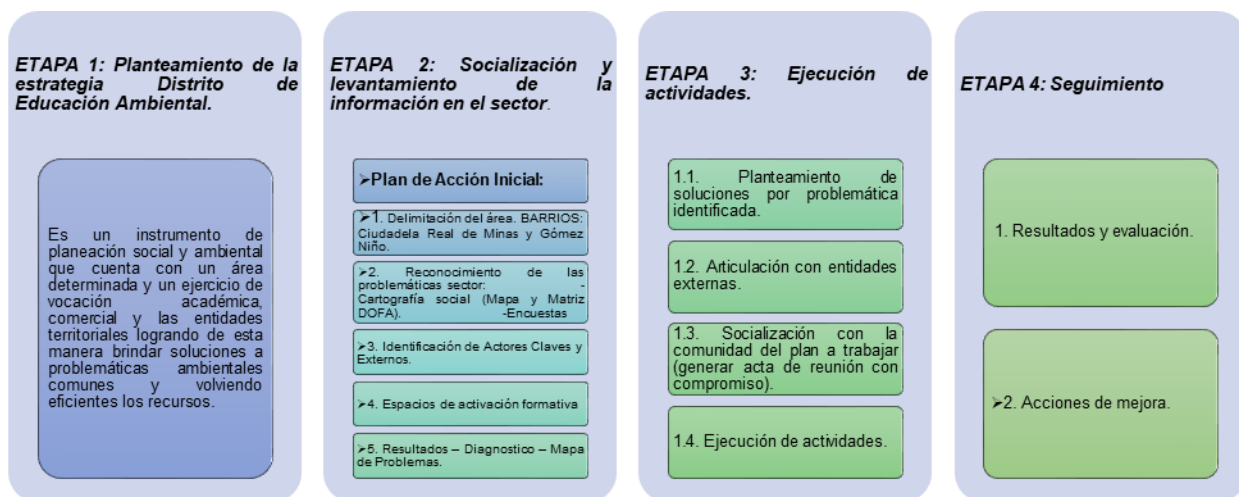 ETAPA 1: Planteamiento de la
estrategia Distrito de
Educación Ambiental.
Es un instrumento de
planeación social y ambiental
que cuenta con un área
determinada y un ejercicio de
vocación académica,
comercial y las entidades
territoriales logrando de esta
manera brindar soluciones a
problemáticas ambientales
comunes y volviendo
eficientes los recursos.
ETAPA 2: Socialización y
levantamiento de la
información en el sector.
➢Plan de Acción Inicial:
➢1. Delimitación del área. BARRIOS:
Ciudadela Real de Minas y Gómez
Niño.
➢2. Reconocimiento de las
problemáticas sector: -
Cartografía social (Mapa y Matriz
DOFA). -Encuestas
➢3. Identificación de Actores Claves y
Externos.
➢4. Espacios de activación formativa
➢5. Resultados – Diagnostico – Mapa
de Problemas.
ETAPA 3: Ejecución de
actividades.
1.1. Planteamiento de
soluciones por problemática
identificada.
1.2. Articulación con entidades
externas.
1.3. Socialización con la
comunidad del plan a trabajar
(generar acta de reunión con
compromiso).
1.4. Ejecución de actividades.
ETAPA 4: Seguimiento
1. Resultados y evaluación.
➢2. Acciones de mejora.